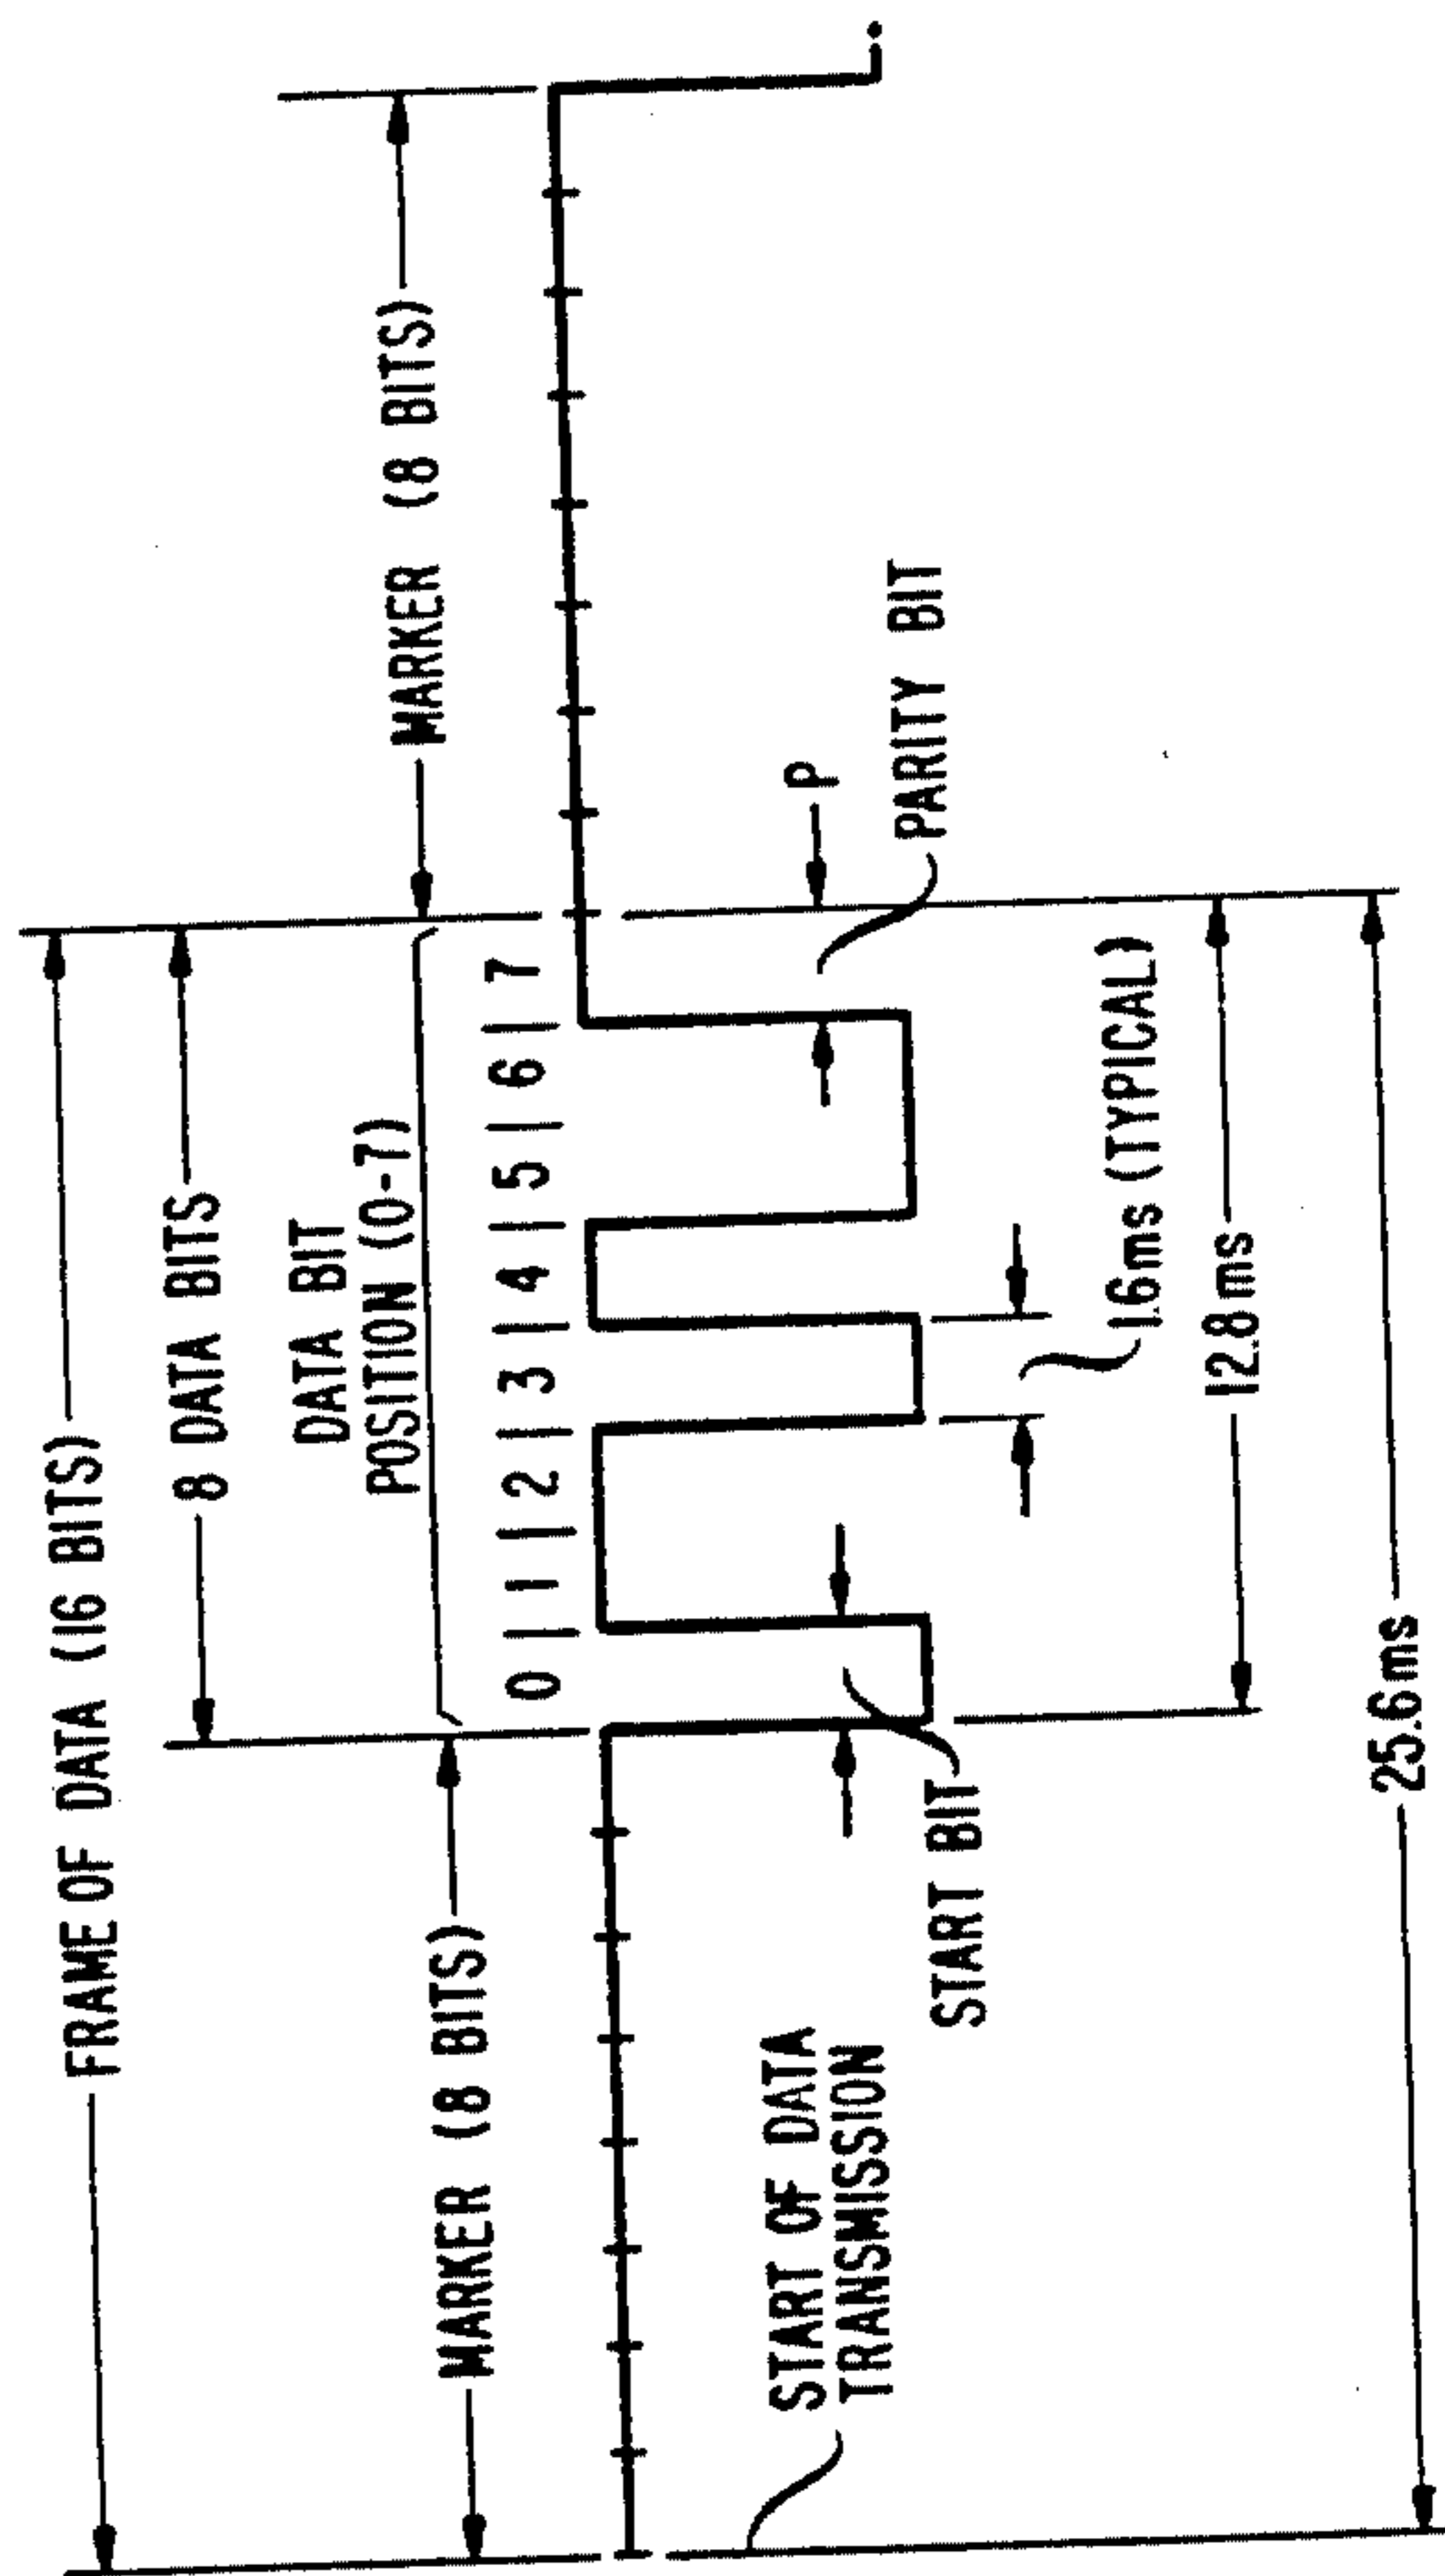 FRAME OF DATA (16 BITS)
8 DATA BITS
DATA BIT
POSITION (0-7)
MARKER (8 BITS)
MARKER (8 BITS)
0 | 1 | 2 | 3 | 4 | 5 | 6 | 7
START OF DATA
TRANSMISSION
START BIT
P
PARITY BIT
1.6ms (TYPICAL)
12.8ms
25.6ms